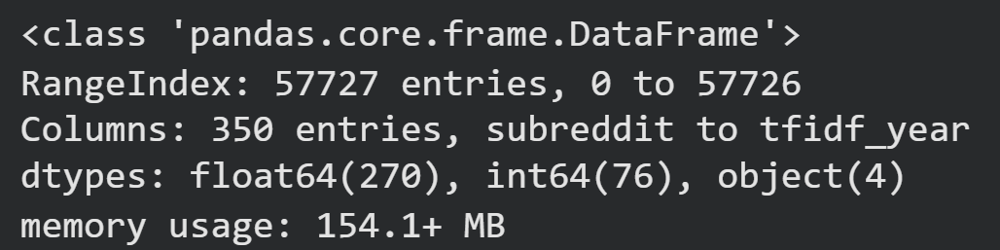 <class 'pandas.core.frame.DataFrame'>
RangeIndex: 57727 entries, 0 to 57726
Columns: 350 entries, subreddit to tfidf_year
dtypes: float64(270), int64(76), object(4)
memory usage: 154.1+ MB